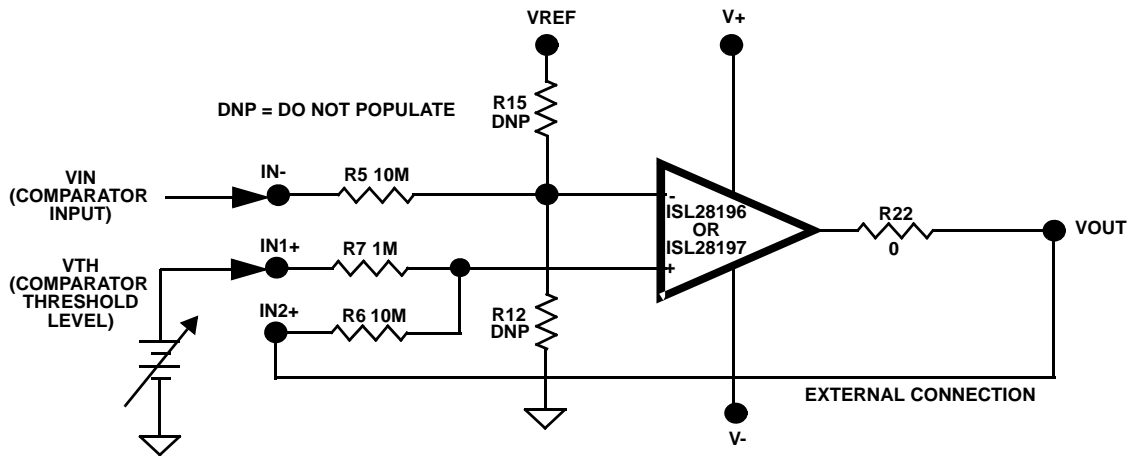 VREF
V+
DNP = DO NOT POPULATE
R15
DNP
VIN
(COMPARATOR
INPUT)
IN-
R5 10M
-
ISL28196
OR
ISL28197
+
R22
0
VOUT
VTH
(COMPARATOR
THRESHOLD
LEVEL)
IN1+
R7 1M
IN2+
R6 10M
R12
DNP
EXTERNAL CONNECTION
V-